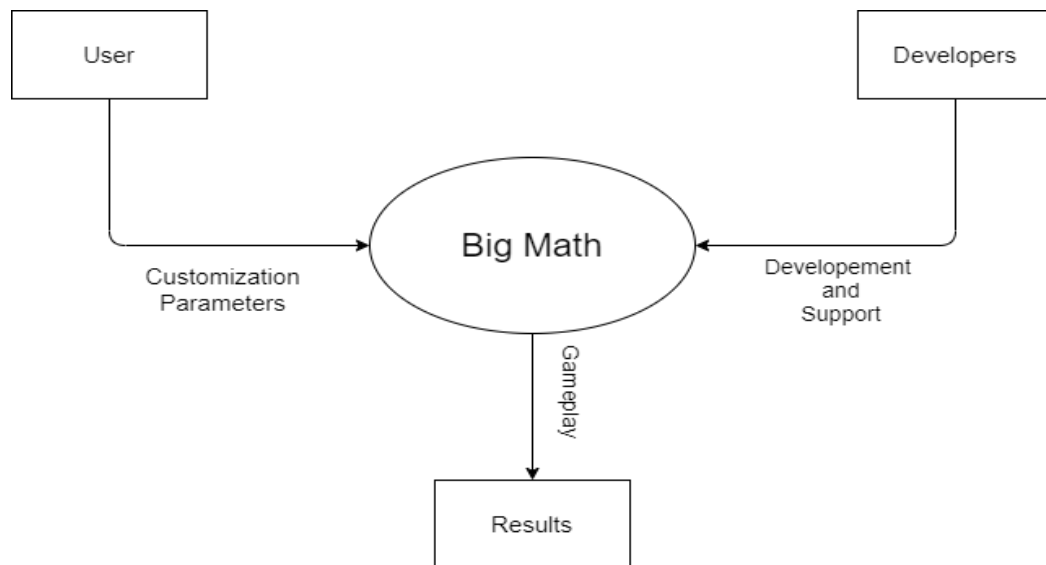 User
Developers
Big Math
Customization
Parameters
Developement
and
Support
Gameplay
Results